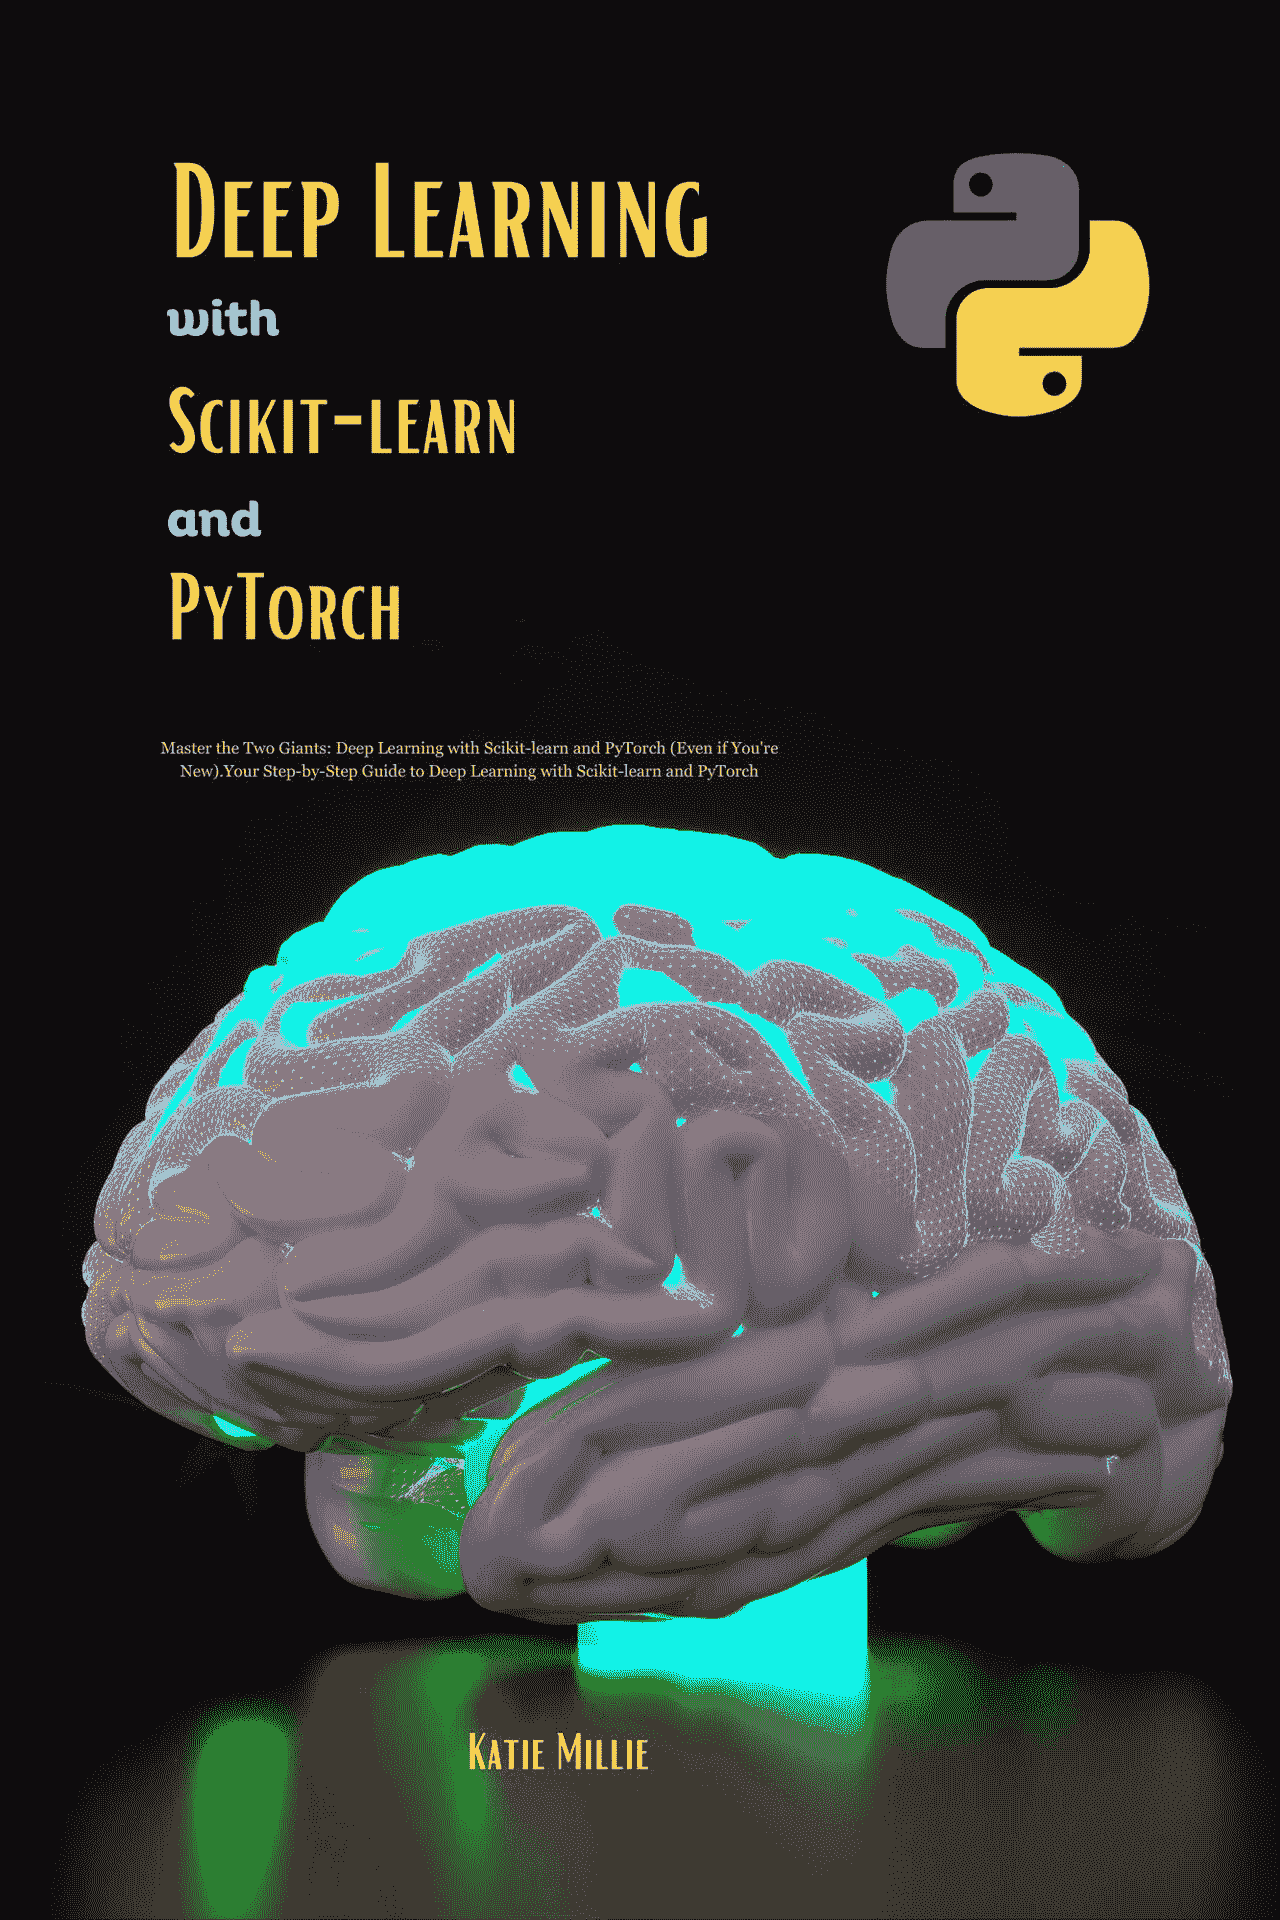 Deep Learning
with
Scikit-learn
and
PyTorch
Master the Two Giants: Deep Learning with Scikit-learn and PyTorch (Even if You're
New).Your Step-by-Step Guide to Deep Learning with Scikit-learn and PyTorch
Katie Millie